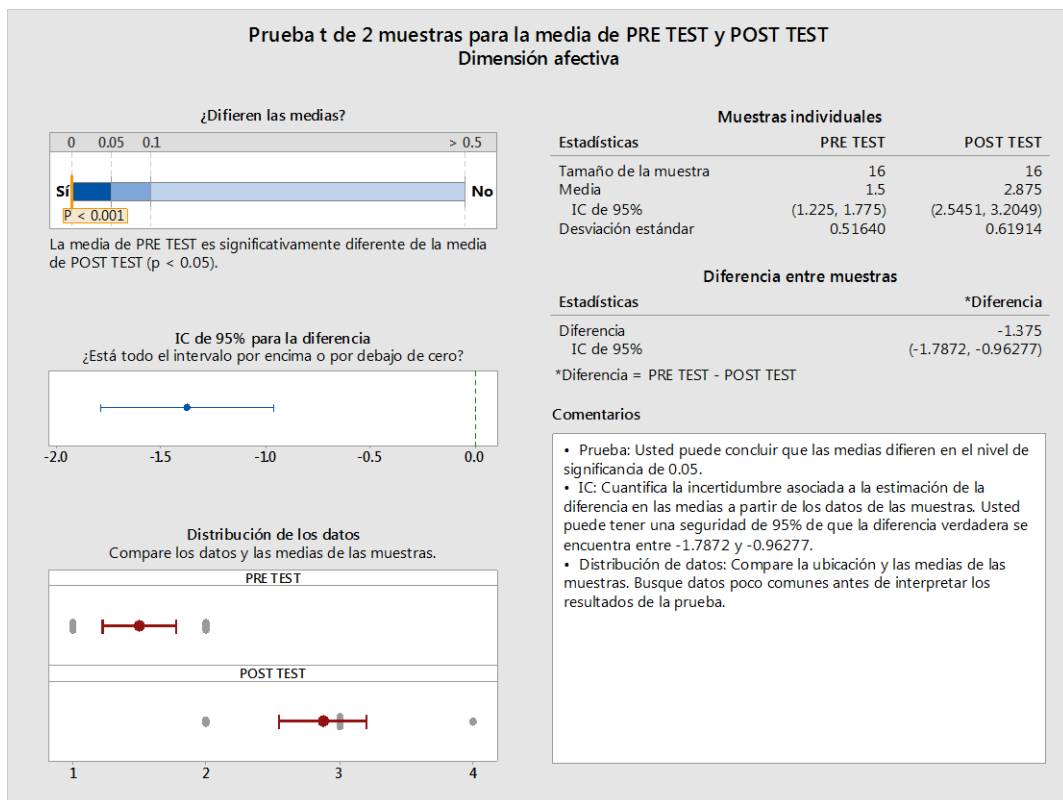 Prueba t de 2 muestras para la media de PRE TEST y POST TEST
Dimensión afectiva
¿Difieren las medias?
0 0.05 0.1 > 0.5
Sí No
P < 0.001
La media de PRE TEST es significativamente diferente de la media
de POST TEST (p < 0.05).
IC de 95% para la diferencia
¿Está todo el intervalo por encima o por debajo de cero?
-2.0 -1.5 -1.0 -0.5 0.0
Distribución de los datos
Compare los datos y las medias de las muestras.
PRE TEST
POST TEST
1 2 3 4
Muestras individuales
Estadísticas PRE TEST POST TEST
Tamaño de la muestra 16 16
Media 1.5 2.875
IC de 95% (1.225, 1.775) (2.5451, 3.2049)
Desviación estándar 0.51640 0.61914
Diferencia entre muestras
Estadísticas *Diferencia
Diferencia -1.375
IC de 95% (-1.7872, -0.96277)
*Diferencia = PRE TEST - POST TEST
Comentarios
• Prueba: Usted puede concluir que las medias difieren en el nivel de
significancia de 0.05.
• IC: Cuantifica la incertidumbre asociada a la estimación de la
diferencia en las medias a partir de los datos de las muestras. Usted
puede tener una seguridad de 95% de que la diferencia verdadera se
encuentra entre -1.7872 y -0.96277.
• Distribución de datos: Compare la ubicación y las medias de las
muestras. Busque datos poco comunes antes de interpretar los
resultados de la prueba.